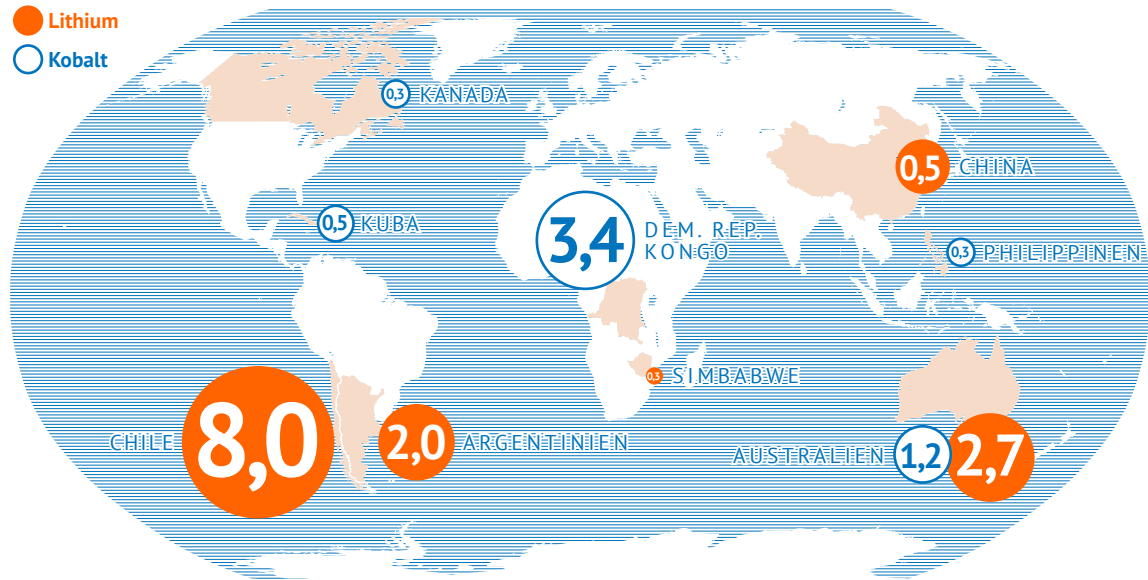 Lithium
Kobalt
0,3 KANADA
0,5 CHINA
0,5 KUBA
3,4 DEM. REP.
KONGO
0,3 PHILIPPINEN
0,3 SIMBABWE
CHILE 8,0
2,0 ARGENTINIEN
AUSTRALIEN 1,2 2,7